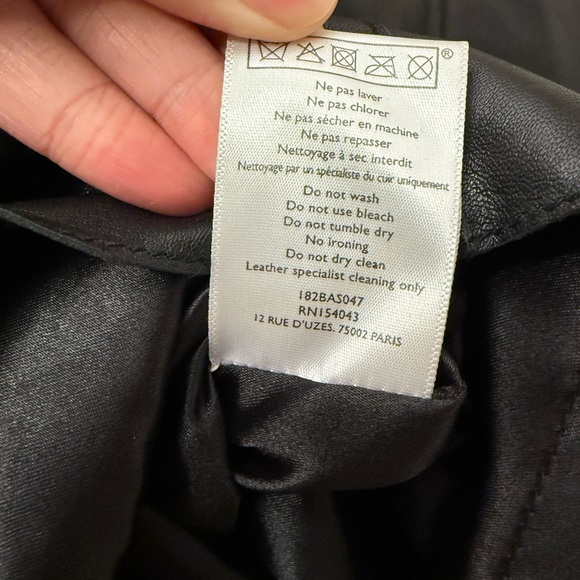 ®
Ne pas laver
Ne pas chlorer
Ne pas sécher en machine
Ne pas repasser
Nettoyage à sec interdit
Nettoyage par un spécialiste du cuir uniquement
Do not wash
Do not use bleach
Do not tumble dry
No ironing
Do not dry clean
Leather specialist cleaning only
182BAS047
RN154043
12 RUE D'UZES. 75002 PARIS